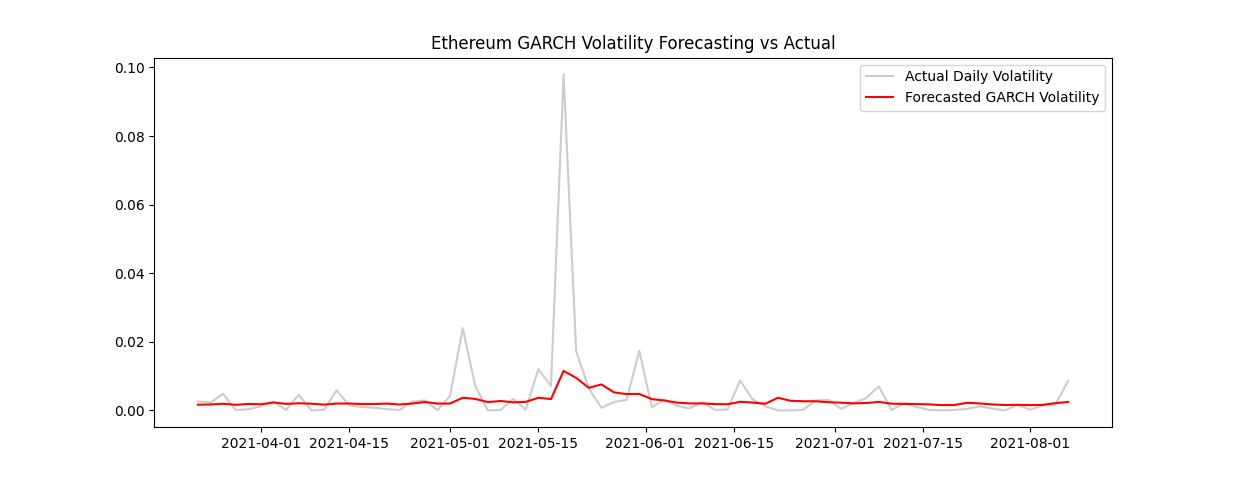 Ethereum GARCH Volatility Forecasting vs Actual
Actual Daily Volatility
Forecasted GARCH Volatility
0.10
0.08
0.06
0.04
0.02
0.00
2021-04-01 2021-04-15 2021-05-01 2021-05-15 2021-06-01 2021-06-15 2021-07-01 2021-07-15 2021-08-01